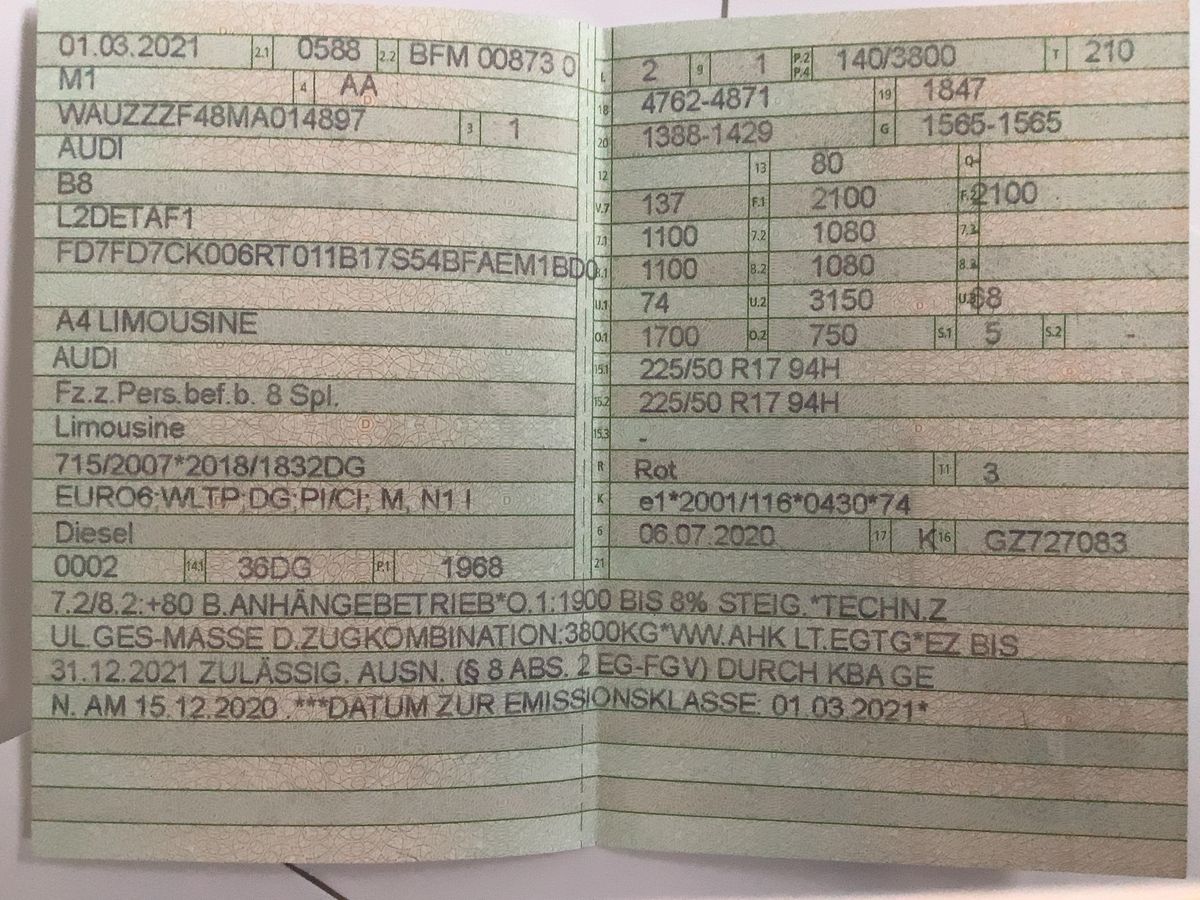 01.03.2021 2.1 0588 2.2 BFM 00873 0
M1 4 AA
WAUZZZF48MA014897 3 1
AUDI
B8
L2DETAF1
FD7FD7CK006RT011B17S54BFAEM1BD0
A4 LIMOUSINE
AUDI
Fz.z.Pers.bef.b. 8 Spl.
Limousine
715/2007*2018/1832DG
EURO6;WLTP;DG;PI/CI; M, N1 I
Diesel
0002 14.1 36DG P.1 1968
L 2 9 1 P.2 P.4 140/3800 T 210
18 4762-4871 19 1847
20 1388-1429 G 1565-1565
12 13 80 Q -
V.7 137 F.1 2100 F.2 2100
7.1 1100 7.2 1080 7.3 -
8.1 1100 8.2 1080 8.3 -
U.1 74 U.2 3150 U.3 68
O.1 1700 O.2 750 S.1 5 S.2 -
15.1 225/50 R17 94H
15.2 225/50 R17 94H
15.3 -
R Rot 11 3
K e1*2001/116*0430*74
6 06.07.2020 17 K 16 GZ727083
21
7.2/8.2:+80 B.ANHÄNGEBETRIEB*O.1:1900 BIS 8% STEIG.*TECHN.Z
UL.GES-MASSE D.ZUGKOMBINATION:3800KG*WW.AHK LT.EGTG*EZ BIS
31.12.2021 ZULÄSSIG. AUSN. (§ 8 ABS. 2 EG-FGV) DURCH KBA GE
N. AM 15.12.2020 .***DATUM ZUR EMISSIONSKLASSE: 01.03.2021*